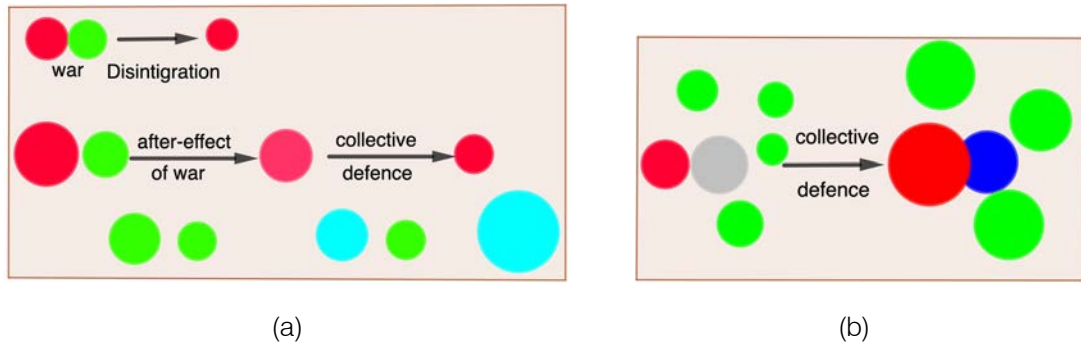 war
Disintigration
after-effect
of war
collective
defence
collective
defence
(a)
(b)